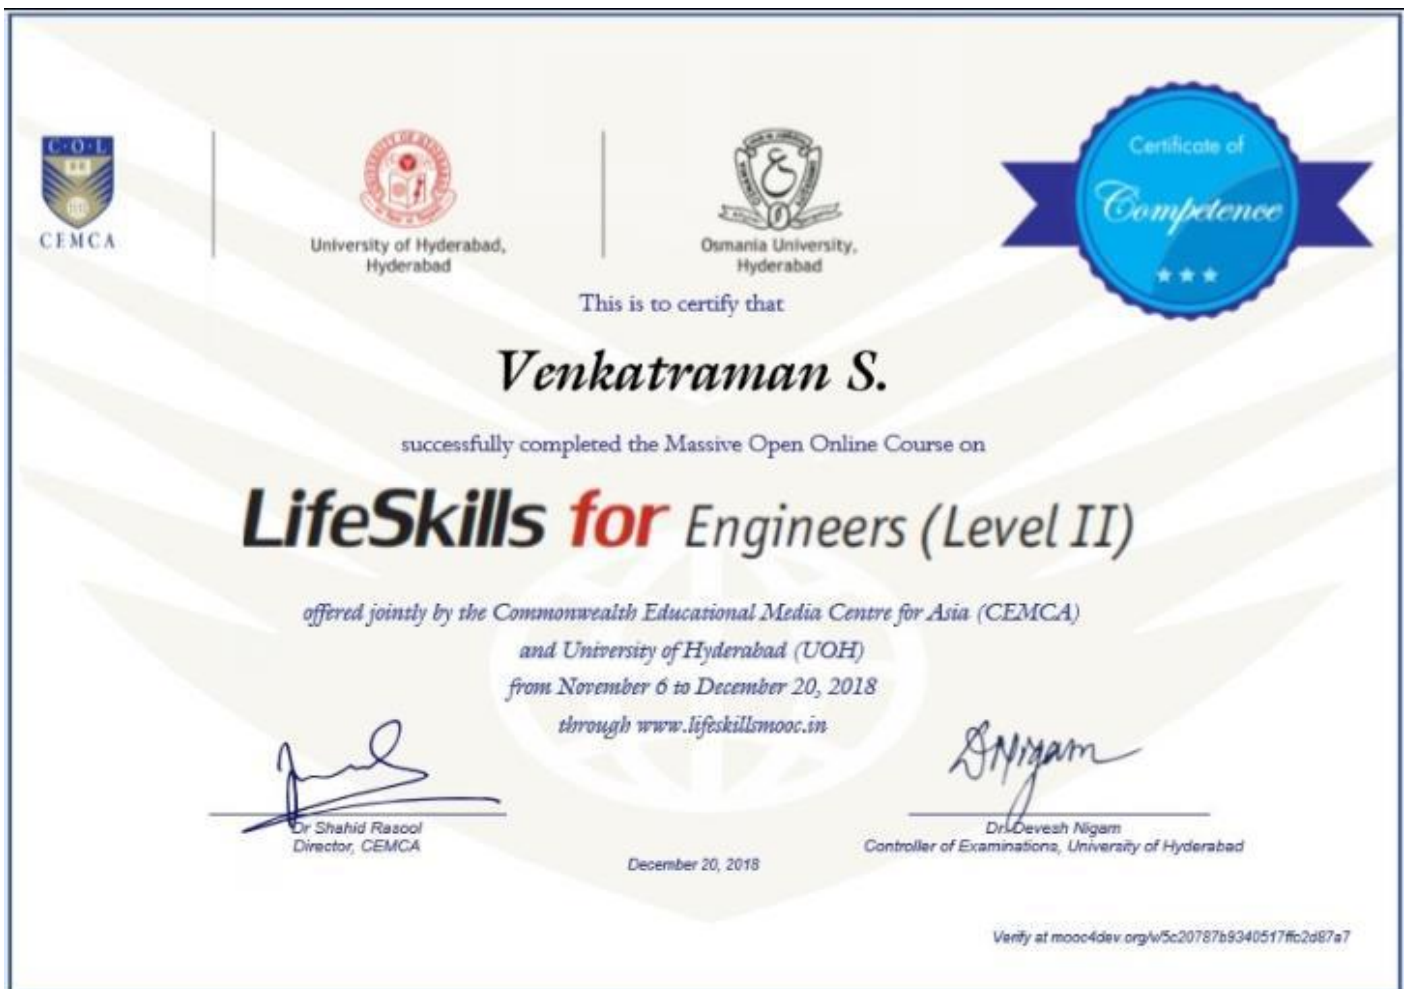 C·O·L
CEMCA
University of Hyderabad,
Hyderabad
Osmania University,
Hyderabad
Certificate of
Competence
This is to certify that
Venkatraman S.
successfully completed the Massive Open Online Course on
LifeSkills for Engineers (Level II)
offered jointly by the Commonwealth Educational Media Centre for Asia (CEMCA)
and University of Hyderabad (UOH)
from November 6 to December 20, 2018
through www.lifeskillsmooc.in
DNigam
Dr Shahid Rasool
Director, CEMCA
Dr. Devesh Nigam
Controller of Examinations, University of Hyderabad
December 20, 2018
Verify at mooc4dev.org/w5c20787b9340517ffc2d87a7